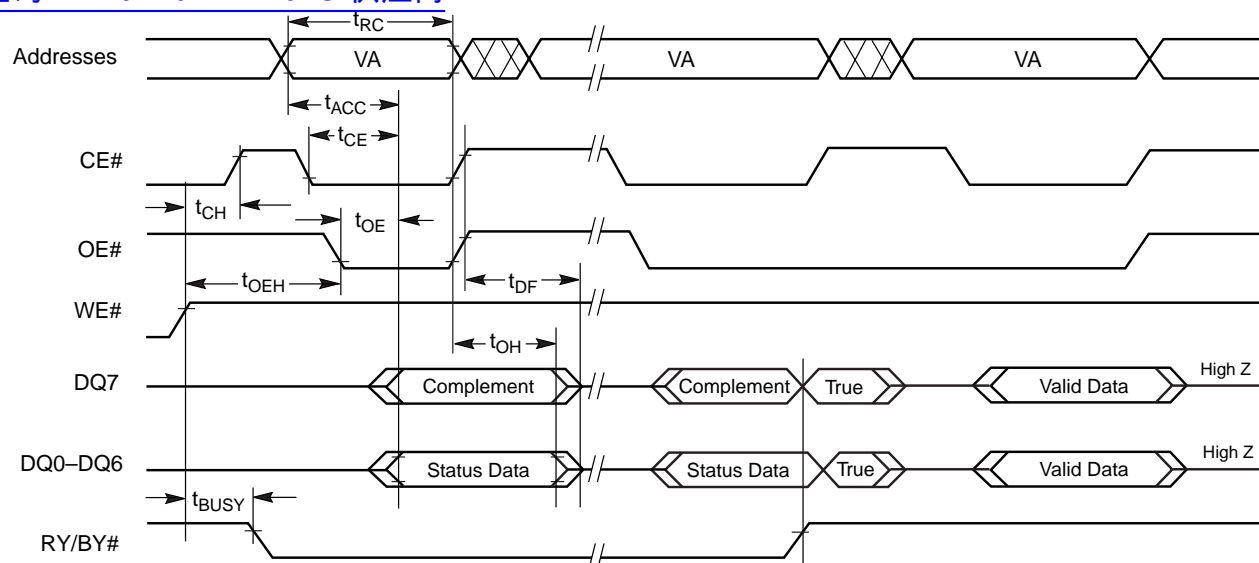 tRC
Addresses VA VA VA
tACC
tCE
CE#
tCH tOE
OE#
tOEH tDF
WE#
tOH
DQ7 Complement Complement True Valid Data High Z
DQ0–DQ6 Status Data Status Data True Valid Data High Z
tBUSY
RY/BY#